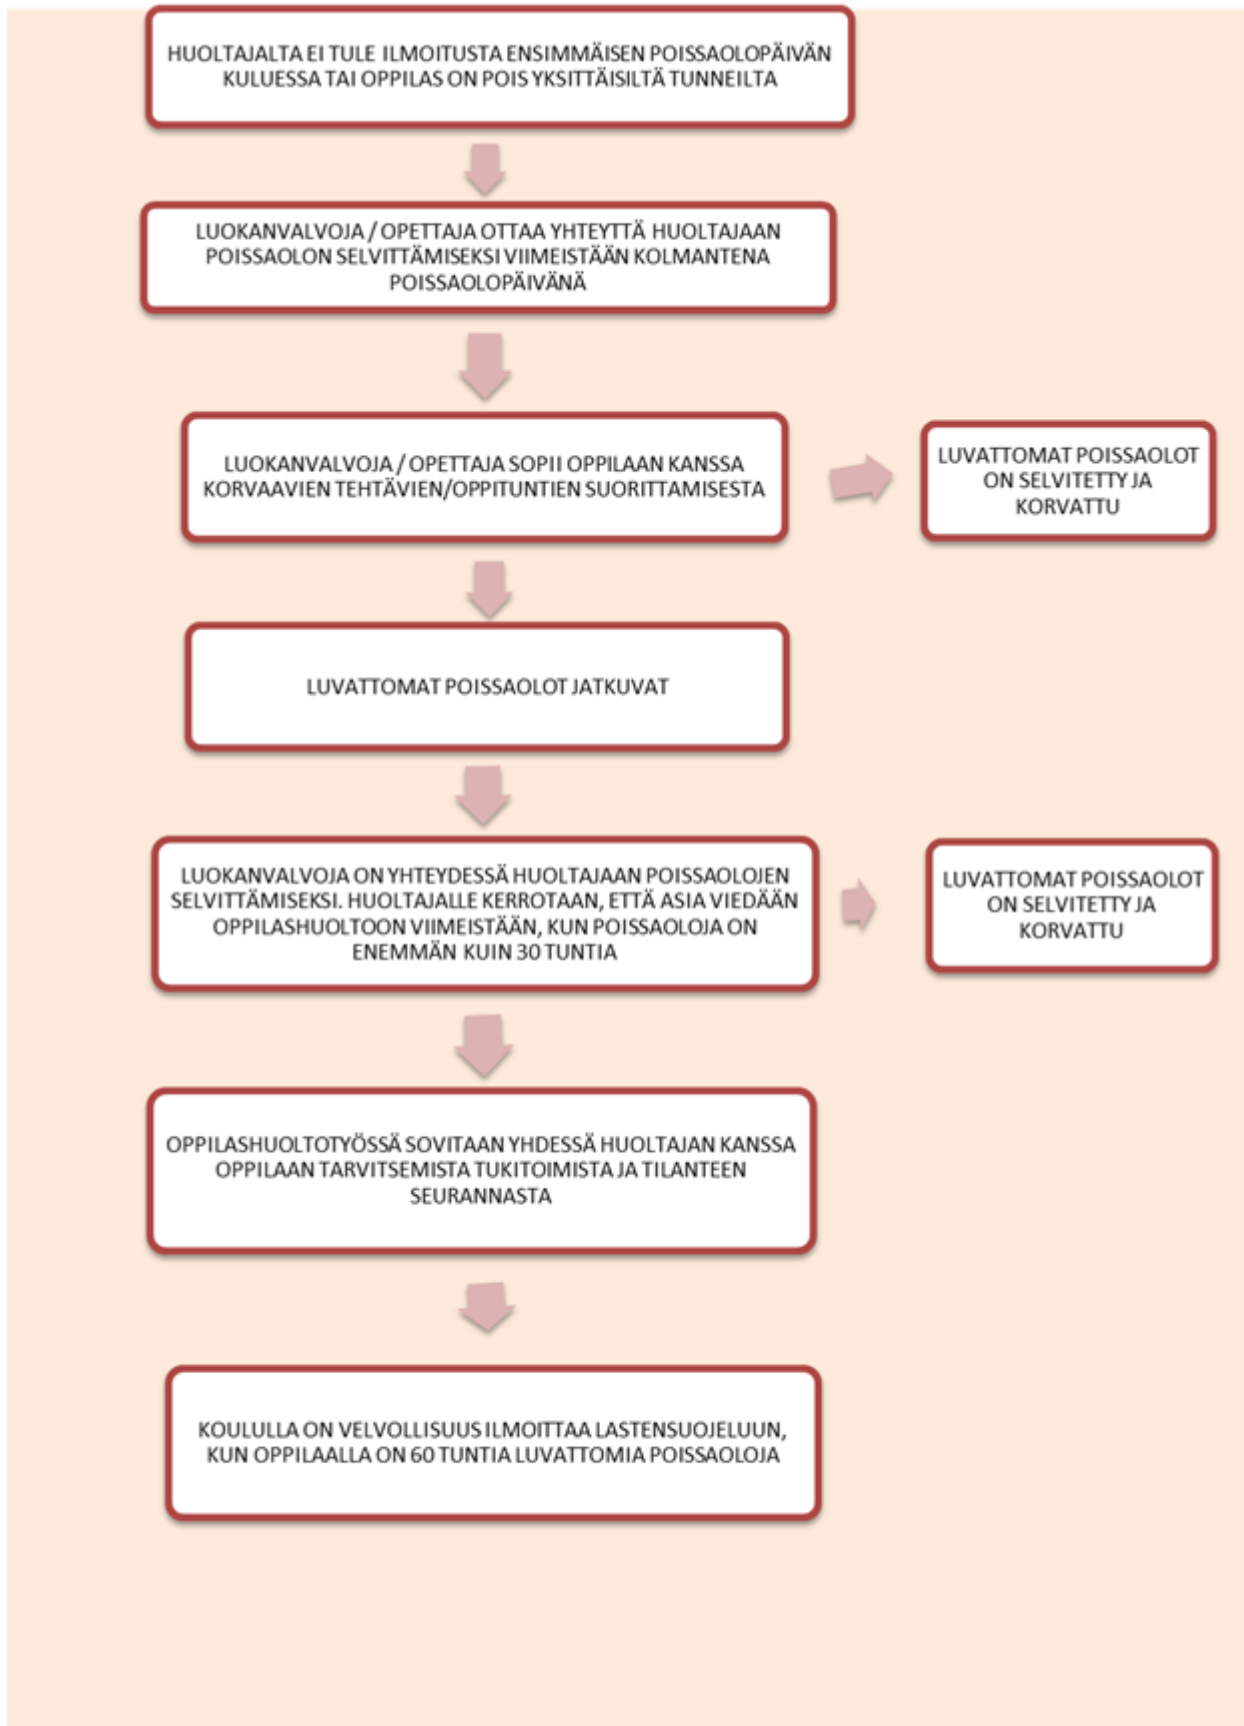 HUOLTAJALTA EI TULE ILMOITUSTA ENSIMMÄISEN POISSAOLOPÄIVÄN
KULUESSA TAI OPPILAS ON POIS YKSITTÄISILTÄ TUNNEILTA
LUOKANVALVOJA / OPETTAJA OTTAA YHTEYTTÄ HUOLTAJAAN
POISSAOLON SELVITTÄMISEKSI VIIMEISTÄÄN KOLMANTENA
POISSAOLOPÄIVÄNÄ
LUOKANVALVOJA / OPETTAJA SOPII OPPILAAN KANSSA
KORVAAVIEN TEHTÄVIEN/OPPITUNTIEN SUORITTAMISESTA
LUVATTOMAT POISSAOLOT
ON SELVITETTY JA
KORVATTU
LUVATTOMAT POISSAOLOT JATKUVAT
LUOKANVALVOJA ON YHTEYDESSÄ HUOLTAJAAN POISSAOLOJEN
SELVITTÄMISEKSI. HUOLTAJALLE KERROTAAN, ETTÄ ASIA VIEDÄÄN
OPPILASHUOLTOON VIIMEISTÄÄN, KUN POISSAOLOJA ON
ENEMMÄN KUIN 30 TUNTIA
LUVATTOMAT POISSAOLOT
ON SELVITETTY JA
KORVATTU
OPPILASHUOLTOTYÖSSÄ SOVITAAN YHDESSÄ HUOLTAJAN KANSSA
OPPILAAN TARVITSEMISTA TUKITOIMISTA JA TILANTEEN
SEURANNASTA
KOULULLA ON VELVOLLISUUS ILMOITTAA LASTENSUOJELUUN,
KUN OPPILAALLA ON 60 TUNTIA LUVATTOMIA POISSAOLOJA